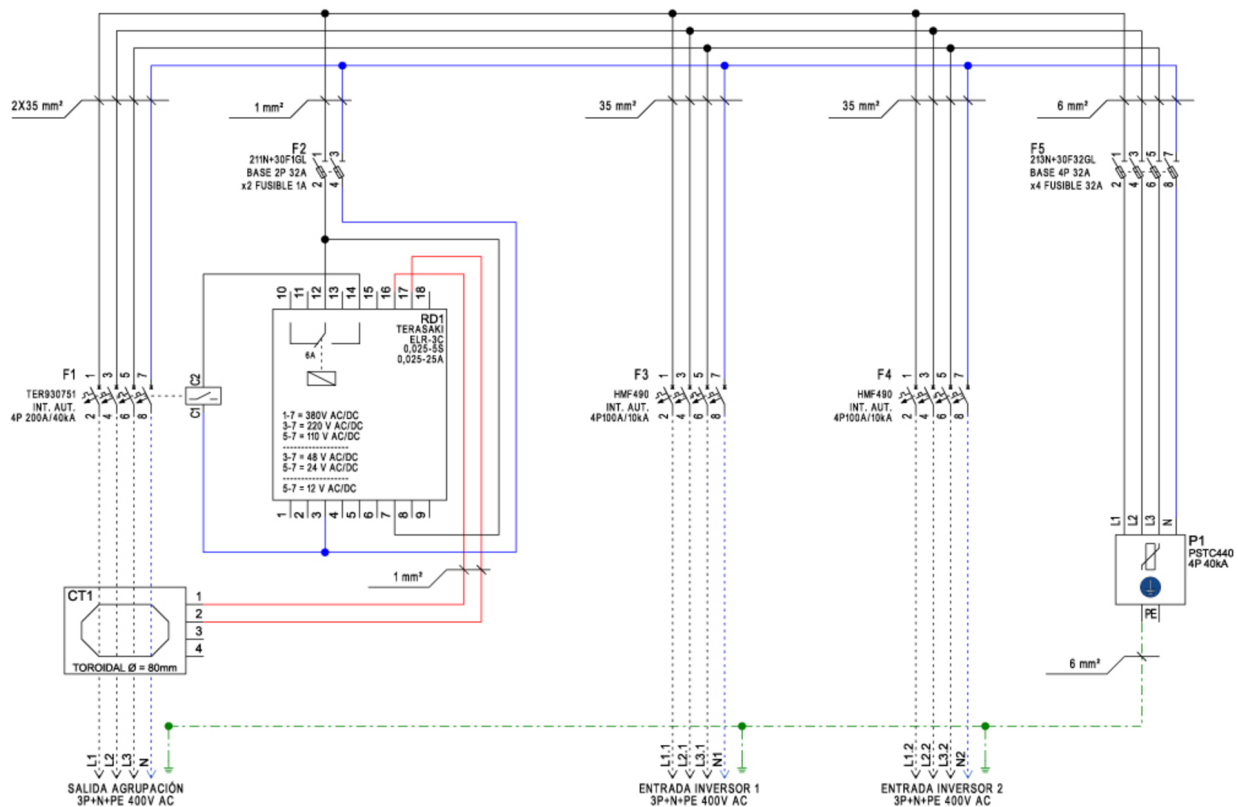 2X35 mm²
1 mm²
35 mm²
35 mm²
6 mm²
F2
211N+30F1GL
BASE 2P 32A
x2 FUSIBLE 1A
1
3
2
4
F5
213N+30F32GL
BASE 4P 32A
x4 FUSIBLE 32A
1
3
5
7
2
4
6
8
10
11
12
13
14
15
16
17
18
RD1
TERASAKI
ELR-3C
0,025-5S
0,025-25A
6A
1-7 = 380V AC/DC
3-7 = 220 V AC/DC
5-7 = 110 V AC/DC
3-7 = 48 V AC/DC
5-7 = 24 V AC/DC
5-7 = 12 V AC/DC
1
2
3
4
5
6
7
8
9
F1
TER930751
INT. AUT.
4P 200A/40kA
1
3
5
7
2
4
6
8
C2
C1
F3
HMF490
INT. AUT.
4P100A/10kA
1
3
5
7
2
4
6
8
F4
HMF490
INT. AUT.
4P100A/10kA
1
3
5
7
2
4
6
8
L1
L2
L3
N
P1
PSTC440
4P 40kA
PE
1 mm²
CT1
1
2
3
4
TOROIDAL Ø = 80mm
6 mm²
L1
L2
L3
N
SALIDA AGRUPACIÓN
3P+N+PE 400V AC
L1.1
L2.1
L3.1
N1
ENTRADA INVERSOR 1
3P+N+PE 400V AC
L1.2
L2.2
L3.2
N2
ENTRADA INVERSOR 2
3P+N+PE 400V AC